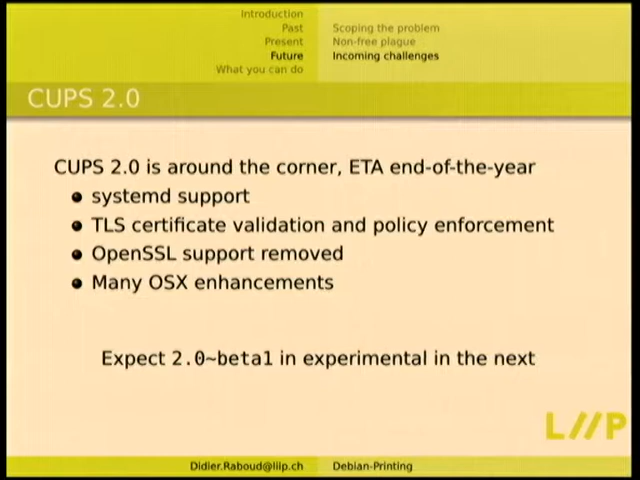 Introduction
Past
Present
Future
What you can do
Scoping the problem
Non-free plague
Incoming challenges
CUPS 2.0
CUPS 2.0 is around the corner, ETA end-of-the-year
systemd support
TLS certificate validation and policy enforcement
OpenSSL support removed
Many OSX enhancements
Expect 2.0~beta1 in experimental in the next
L//P
Didier.Raboud@liip.ch
Debian-Printing